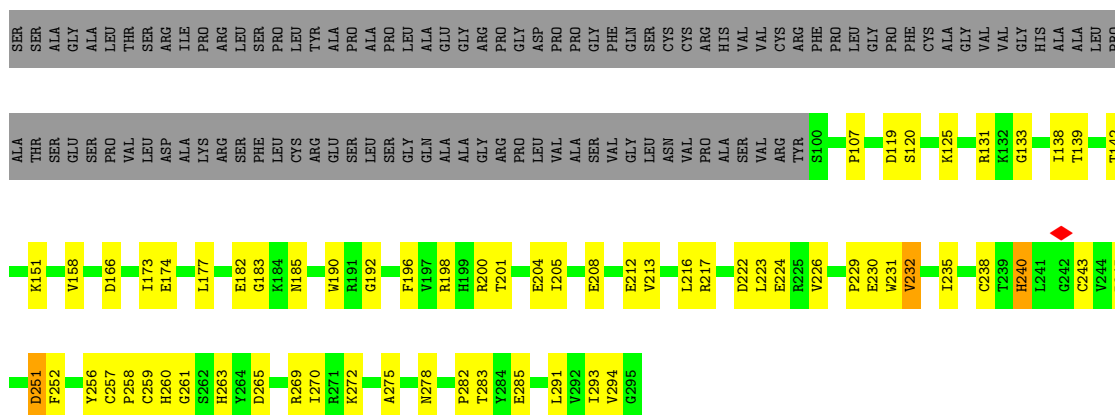 SER SER ALA GLY ALA LEU THR SER ARG ILE PRO ARG LEU SER PRO LEU TYR ALA PRO ALA PRO LEU ALA GLU GLY ARG PRO GLY ASP PRO PRO GLY PHE GLN SER CYS CYS ARG HIS VAL VAL CYS ARG PHE PRO LEU GLY PRO PHE CYS ALA GLY VAL VAL GLY HIS ALA ALA LEU PRO
ALA THR SER GLU SER PRO VAL LEU ASP ALA LYS ARG SER PHE LEU CYS ARG GLU SER LEU SER GLY GLN ALA ALA GLY ARG PRO LEU VAL ALA SER VAL GLY LEU ASN VAL PRO ALA SER VAL ARG TYR S100 P107 D119 S120 K125 R131 K132 G133 I138 T139 T142
K151 V158 D166 I173 E174 L177 E182 G183 K184 N185 W190 R191 G192 F196 V197 R198 H199 R200 T201 E204 I205 E208 E212 V213 L216 R217 D222 L223 E224 R225 V226 P229 E230 W231 V232 I235 C238 T239 H240 L241 G242 C243 V244
D251 F252 Y256 C257 P258 C259 H260 G261 S262 H263 Y264 D265 R269 I270 R271 K272 A275 N278 P282 T283 Y284 E285 L291 V292 I293 V294 G295